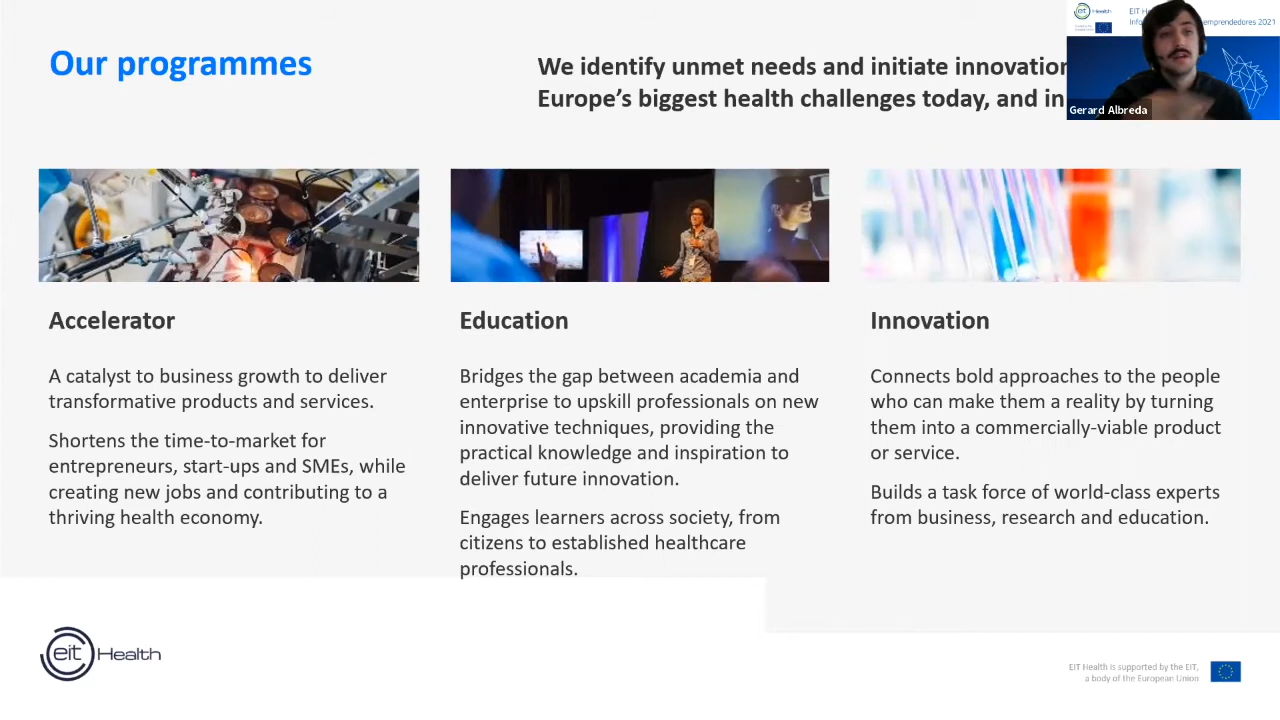 Our programmes
We identify unmet needs and initiate innovation
Europe's biggest health challenges today, and in
eit Health
EIT
emprendedores 2021
Gerard Albreda
Accelerator
A catalyst to business growth to deliver
transformative products and services.
Shortens the time-to-market for
entrepreneurs, start-ups and SMEs, while
creating new jobs and contributing to a
thriving health economy.
Education
Bridges the gap between academia and
enterprise to upskill professionals on new
innovative techniques, providing the
practical knowledge and inspiration to
deliver future innovation.
Engages learners across society, from
citizens to established healthcare
professionals.
Innovation
Connects bold approaches to the people
who can make them a reality by turning
them into a commercially-viable product
or service.
Builds a task force of world-class experts
from business, research and education.
eit Health
EIT Health is supported by the EIT,
a body of the European Union